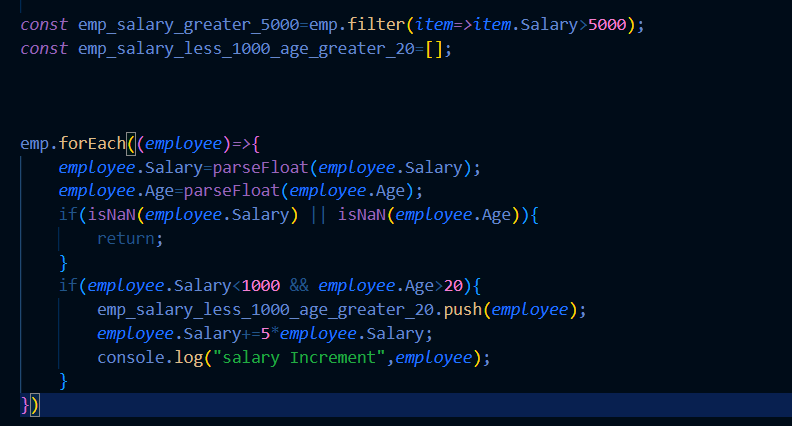 const emp_salary_greater_5000=emp.filter(item=>item.Salary>5000);
const emp_salary_less_1000_age_greater_20=[];
emp.forEach((employee)=>{
    employee.Salary=parseFloat(employee.Salary);
    employee.Age=parseFloat(employee.Age);
    if(isNaN(employee.Salary) || isNaN(employee.Age)){
        return;
    }
    if(employee.Salary<1000 && employee.Age>20){
        emp_salary_less_1000_age_greater_20.push(employee);
        employee.Salary+=5*employee.Salary;
        console.log("salary Increment",employee);
    }
})